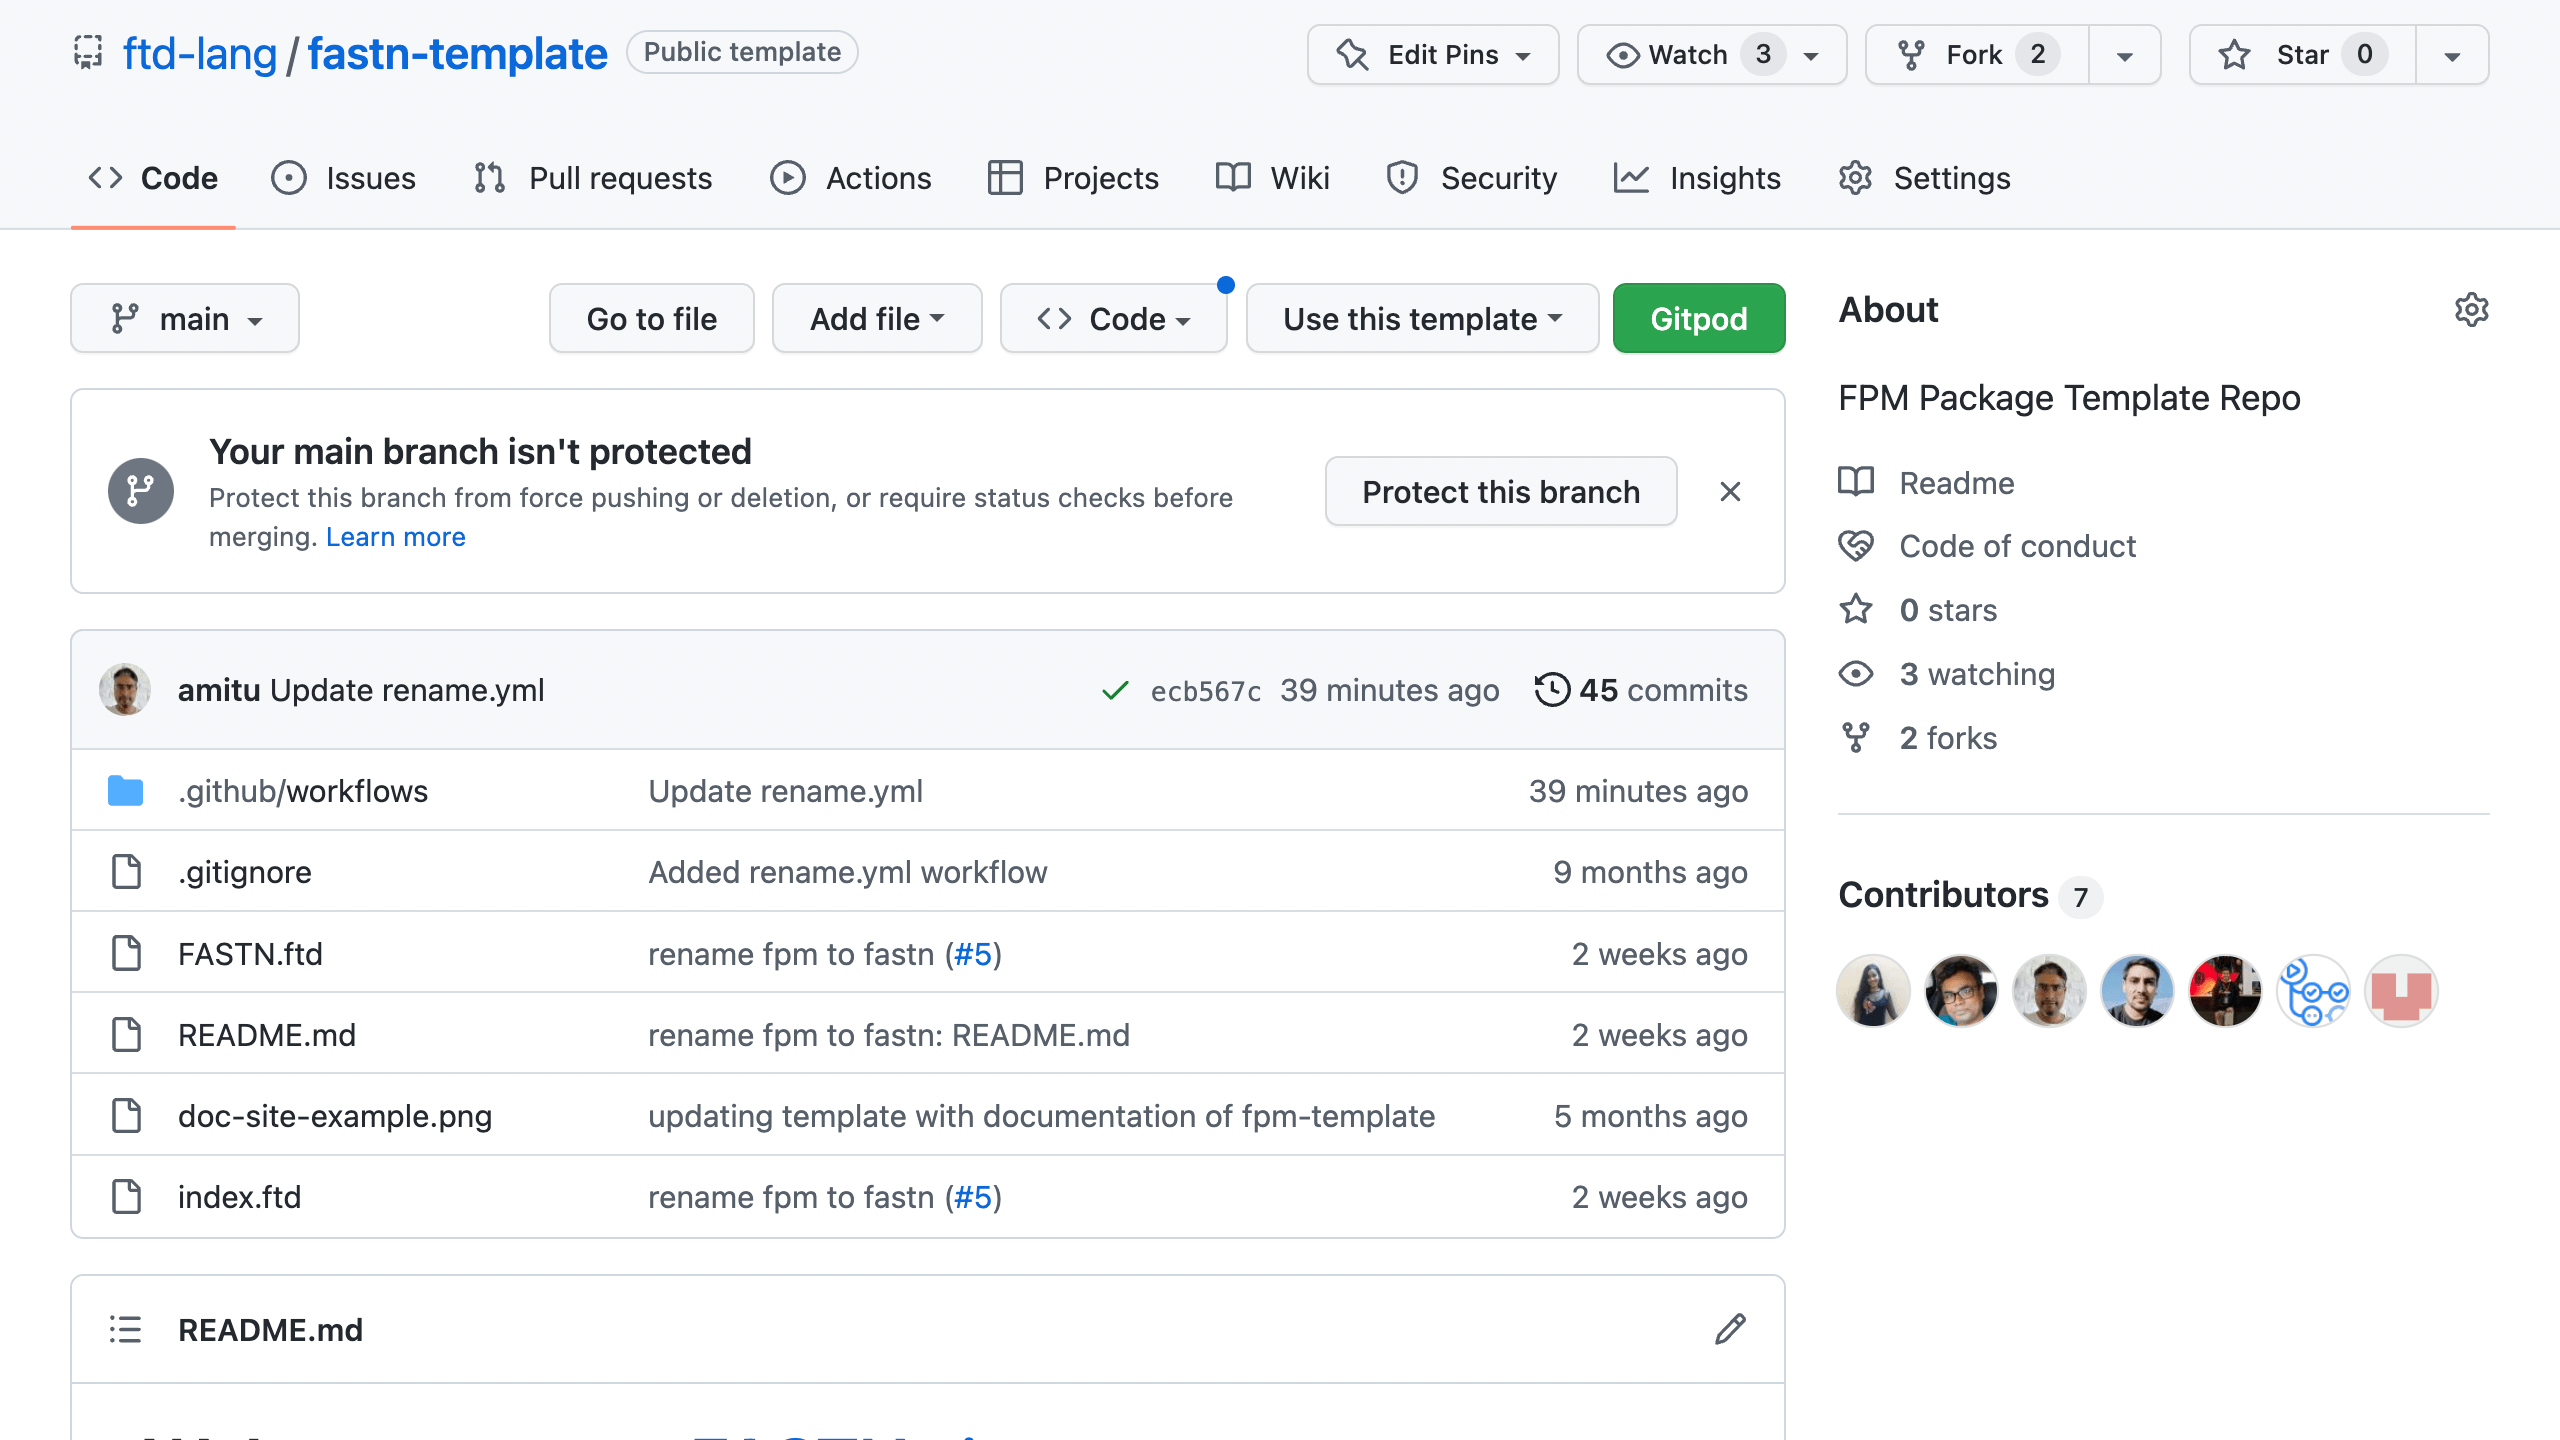 ftd-lang / fastn-template Public template Edit Pins Watch 3 Fork 2 Star 0
Code Issues Pull requests Actions Projects Wiki Security Insights Settings
main Go to file Add file Code Use this template Gitpod
Your main branch isn't protected
Protect this branch from force pushing or deletion, or require status checks before
merging. Learn more
Protect this branch
amitu Update rename.yml ecb567c 39 minutes ago 45 commits
.github/workflows Update rename.yml 39 minutes ago
.gitignore Added rename.yml workflow 9 months ago
FASTN.ftd rename fpm to fastn (#5) 2 weeks ago
README.md rename fpm to fastn: README.md 2 weeks ago
doc-site-example.png updating template with documentation of fpm-template 5 months ago
index.ftd rename fpm to fastn (#5) 2 weeks ago
README.md
About
FPM Package Template Repo
Readme
Code of conduct
0 stars
3 watching
2 forks
Contributors 7